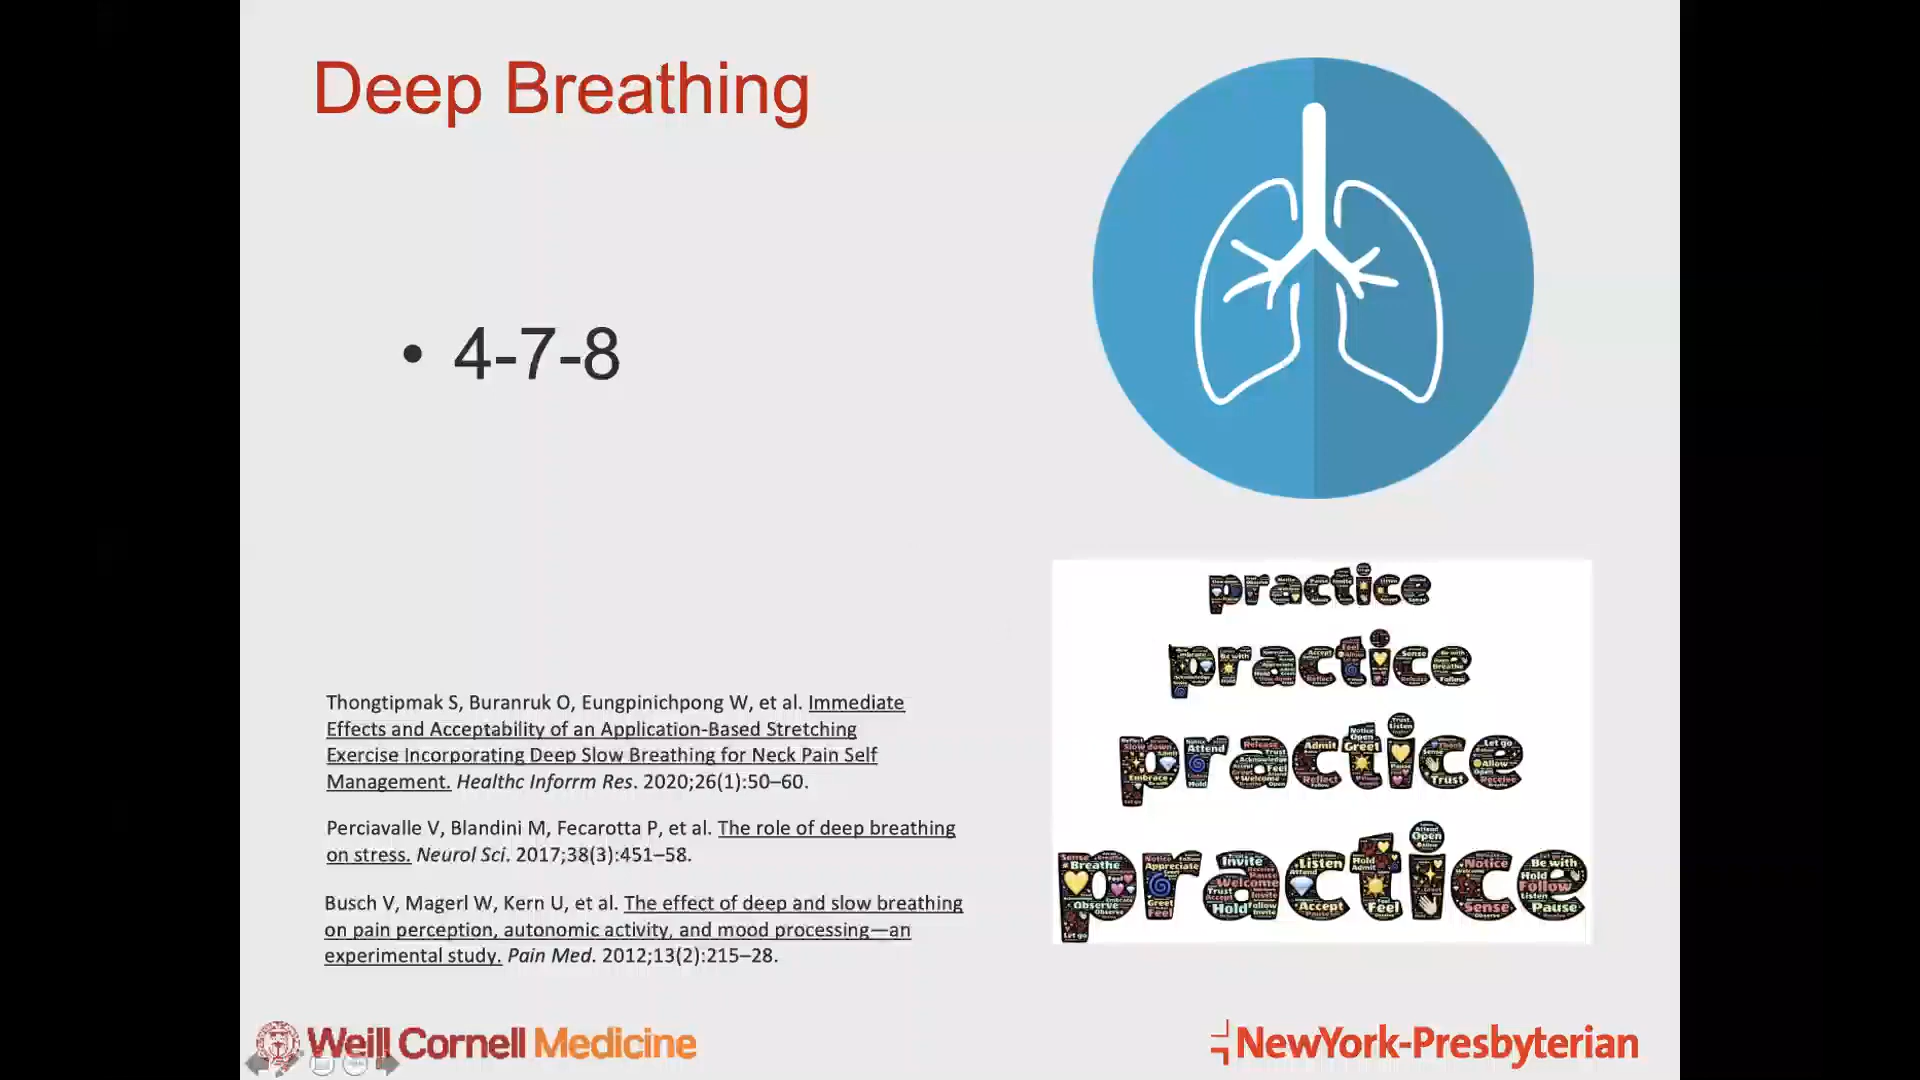 Deep Breathing
• 4-7-8
Thongtipmak S, Buranruk O, Eungpinichpong W, et al. Immediate
Effects and Acceptability of an Application-Based Stretching
Exercise Incorporating Deep Slow Breathing for Neck Pain Self
Management. Healthc Inforrm Res. 2020;26(1):50–60.
Perciavalle V, Blandini M, Fecarotta P, et al. The role of deep breathing
on stress. Neurol Sci. 2017;38(3):451–58.
Busch V, Magerl W, Kern U, et al. The effect of deep and slow breathing
on pain perception, autonomic activity, and mood processing—an
experimental study. Pain Med. 2012;13(2):215–28.
practice
practice
practice
practice
Weill Cornell Medicine
NewYork-Presbyterian